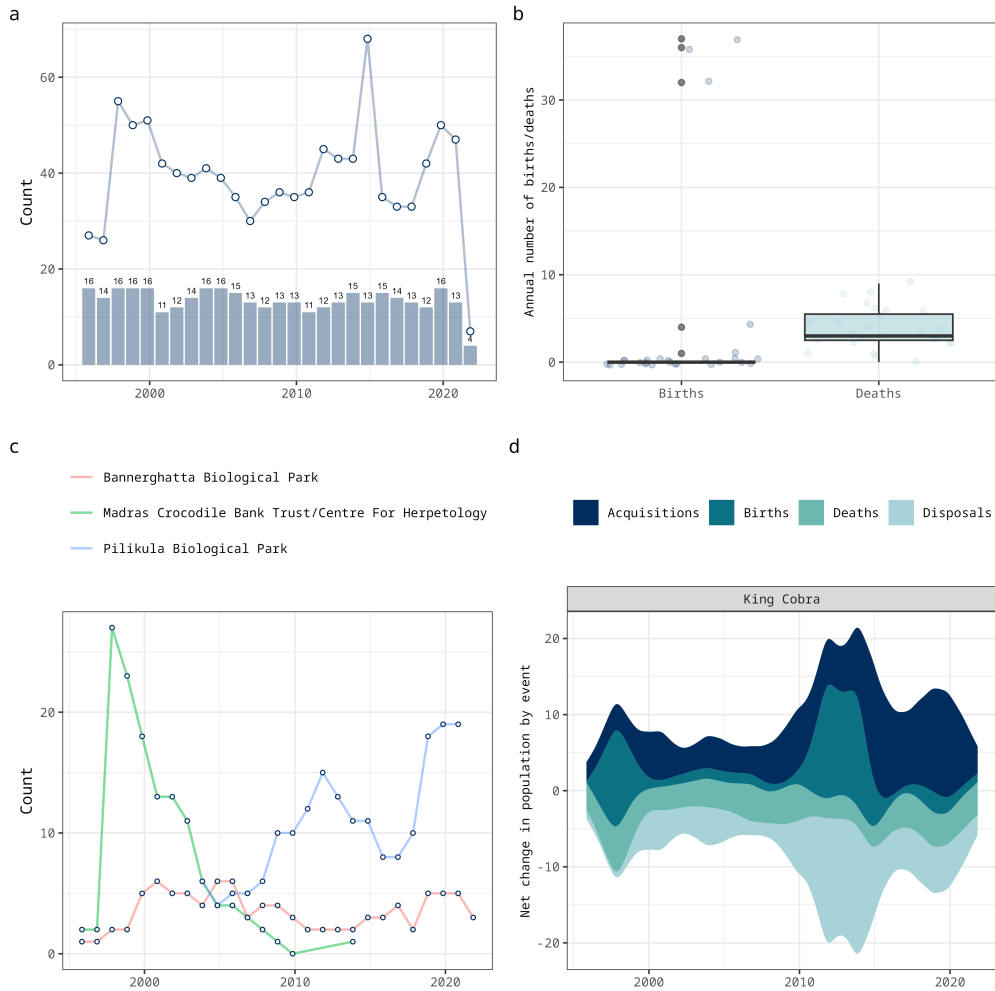 a
Count
60
40
20
0
16 14 16 16 16 11 12 14 16 16 15 13 12 13 13 11 12 13 15 13 15 14 13 12 16 13 4
2000 2010 2020
b
Annual number of births/deaths
30
20
10
0
Births Deaths
c
Bannerghatta Biological Park
Madras Crocodile Bank Trust/Centre For Herpetology
Pilikula Biological Park
Count
20
10
0
2000 2010 2020
d
Acquisitions Births Deaths Disposals
King Cobra
Net change in population by event
20
10
0
-10
-20
2000 2010 2020